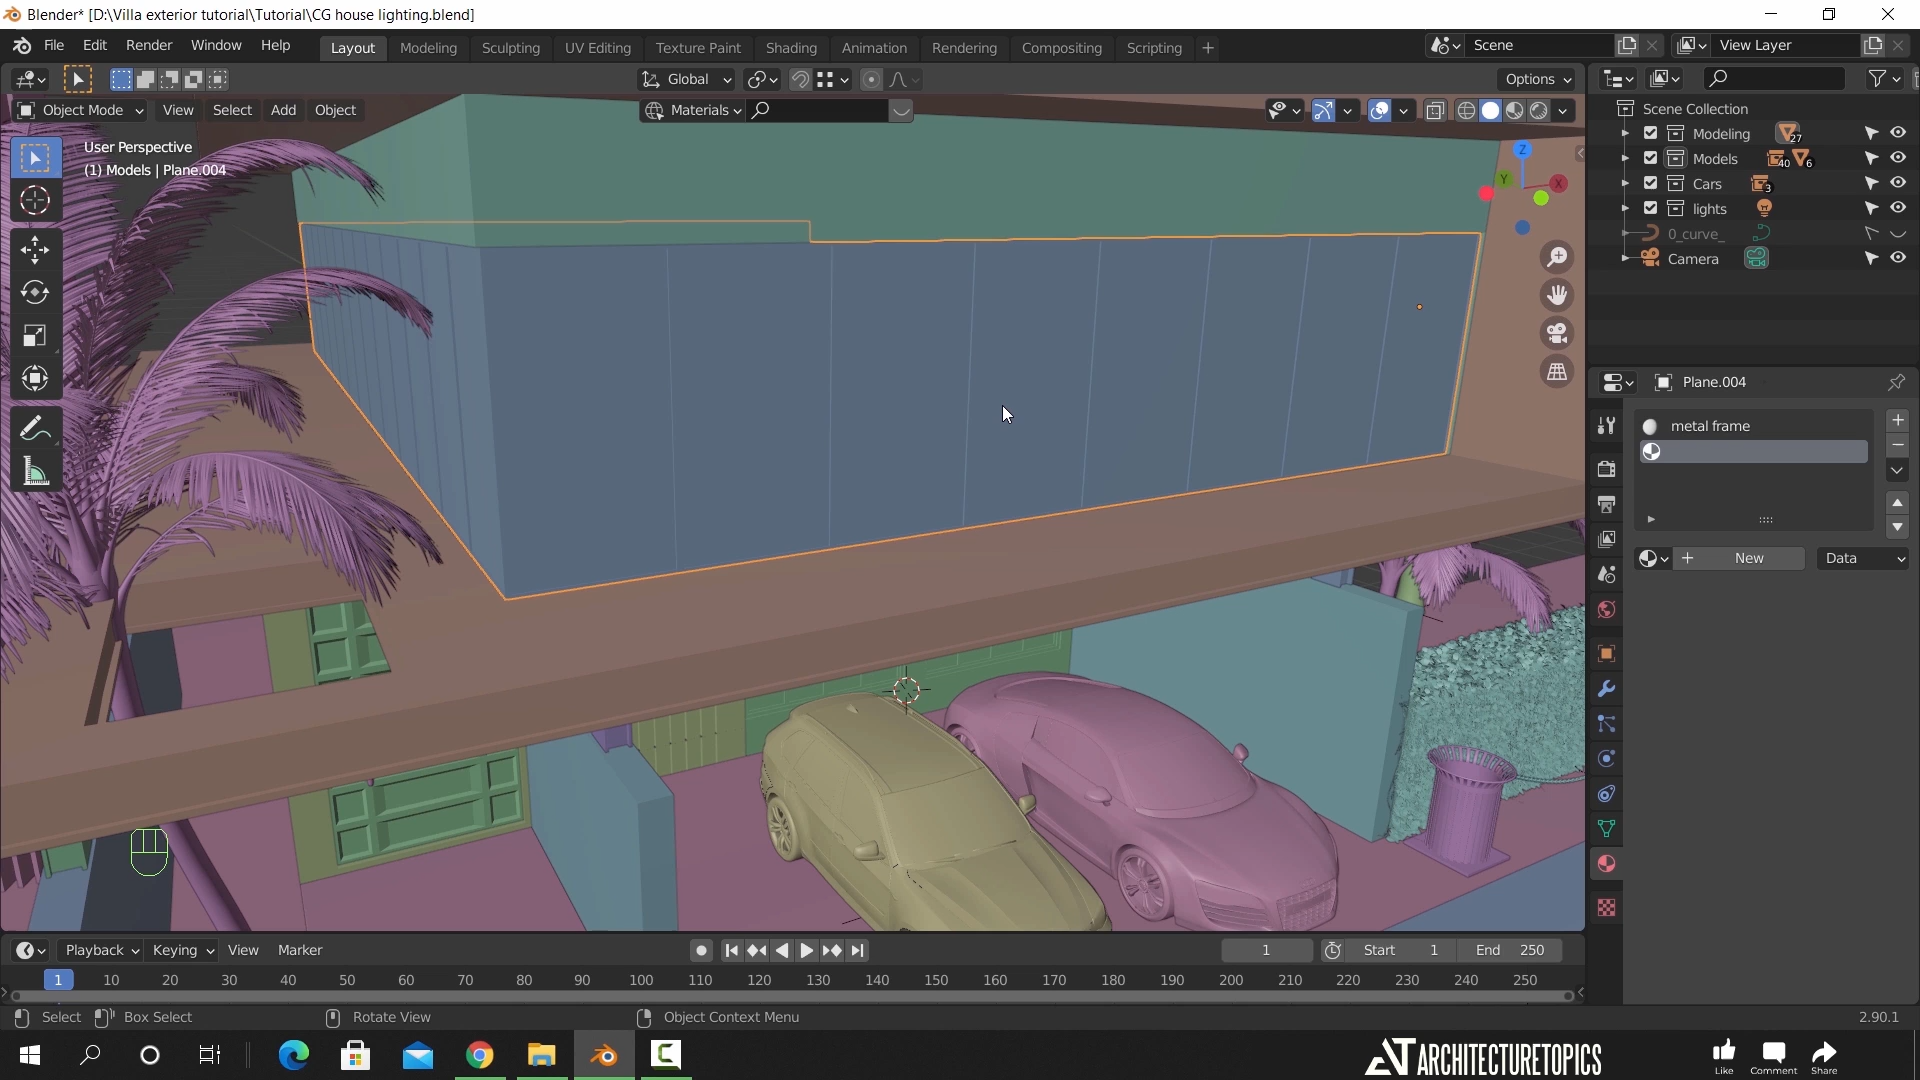 Blender* [D:\Villa exterior tutorial\Tutorial\CG house lighting.blend]
File Edit Render Window Help Layout Modeling Sculpting UV Editing Texture Paint Shading Animation Rendering Compositing Scripting + Scene View Layer
Global Options
Object Mode View Select Add Object Materials
Scene Collection
User Perspective
(1) Models | Plane.004
Modeling 27
Models 40 6
Cars 3
lights
0_curve_
Camera
Z
Y
X
Plane.004
metal frame
+ New Data
Playback Keying View Marker 1 Start 1 End 250
1 10 20 30 40 50 60 70 80 90 100 110 120 130 140 150 160 170 180 190 200 210 220 230 240 250
Select Box Select Rotate View Object Context Menu 2.90.1
AT ARCHITECTURETOPICS
Like Comment Share